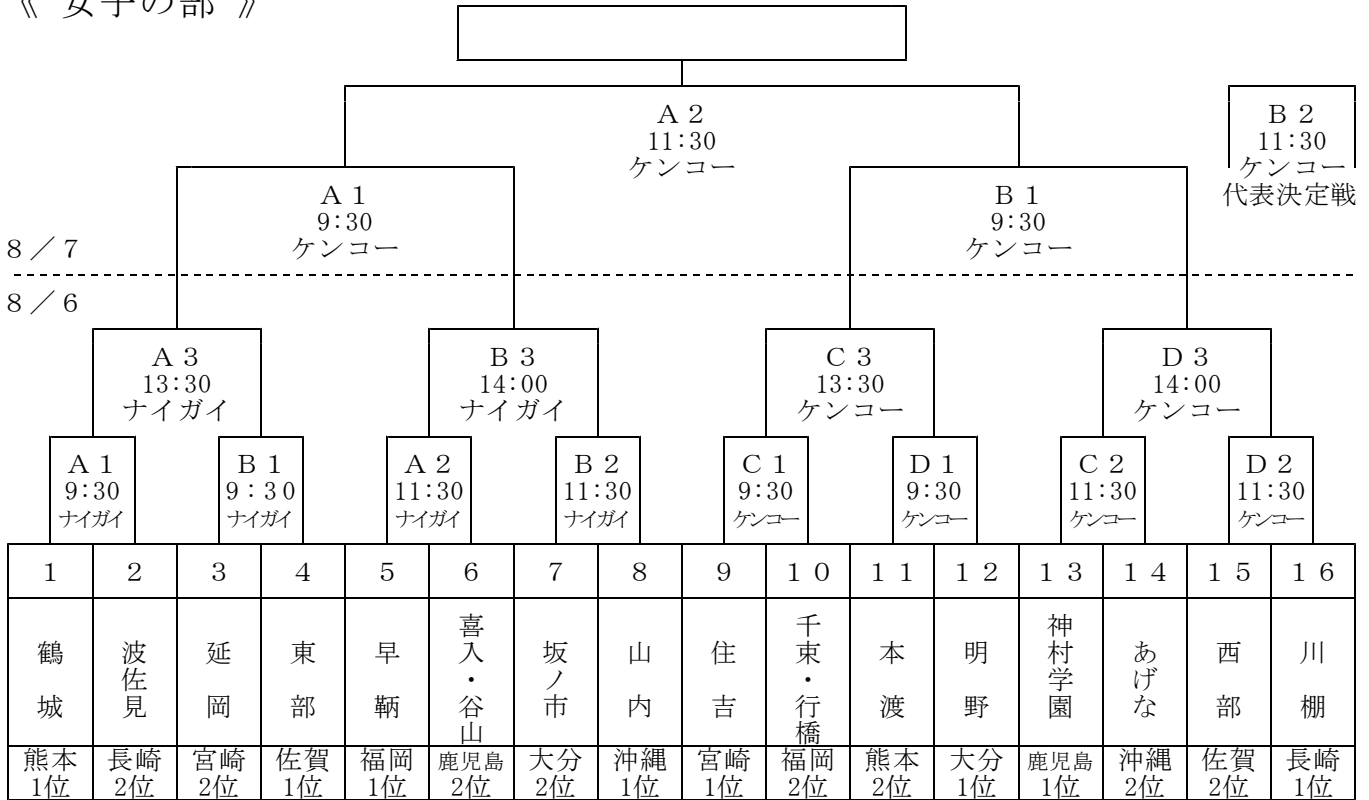 《 女子の部 》
A 2
11:30
ケンコー
B 2
11:30
ケンコー
代表決定戦
A 1
9:30
ケンコー
B 1
9:30
ケンコー
8／7
8／6
A 3
13:30
ナイガイ
B 3
14:00
ナイガイ
C 3
13:30
ケンコー
D 3
14:00
ケンコー
A 1
9:30
ナイガイ
B 1
9：30
ナイガイ
A 2
11:30
ナイガイ
B 2
11:30
ナイガイ
C 1
9:30
ケンコー
D 1
9:30
ケンコー
C 2
11:30
ケンコー
D 2
11:30
ケンコー
1 2 3 4 5 6 7 8 9 10 11 12 13 14 15 16
鶴城
波佐見
延岡
東部
早鞆
喜入・谷山
坂ノ市
山内
住吉
千束・行橋
本渡
明野
神村学園
あげな
西部
川棚
熊本 長崎 宮崎 佐賀 福岡 鹿児島 大分 沖縄 宮崎 福岡 熊本 大分 鹿児島 沖縄 佐賀 長崎
1位 2位 2位 1位 1位 2位 2位 1位 1位 2位 2位 1位 1位 2位 2位 1位